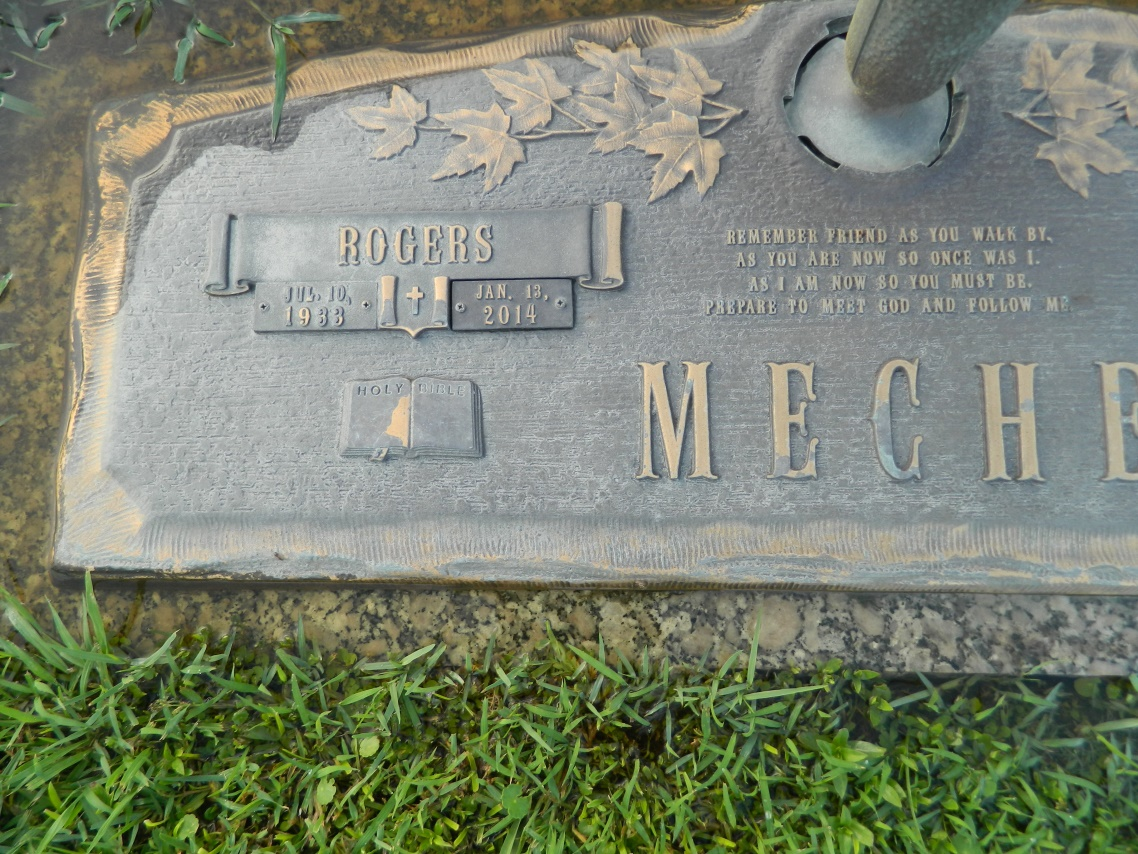 ROGERS
JUL. 10, 1933
JAN. 13, 2014
HOLY BIBLE
REMEMBER FRIEND AS YOU WALK BY,
AS YOU ARE NOW SO ONCE WAS I.
AS I AM NOW SO YOU MUST BE.
PREPARE TO MEET GOD AND FOLLOW ME.
MECHE